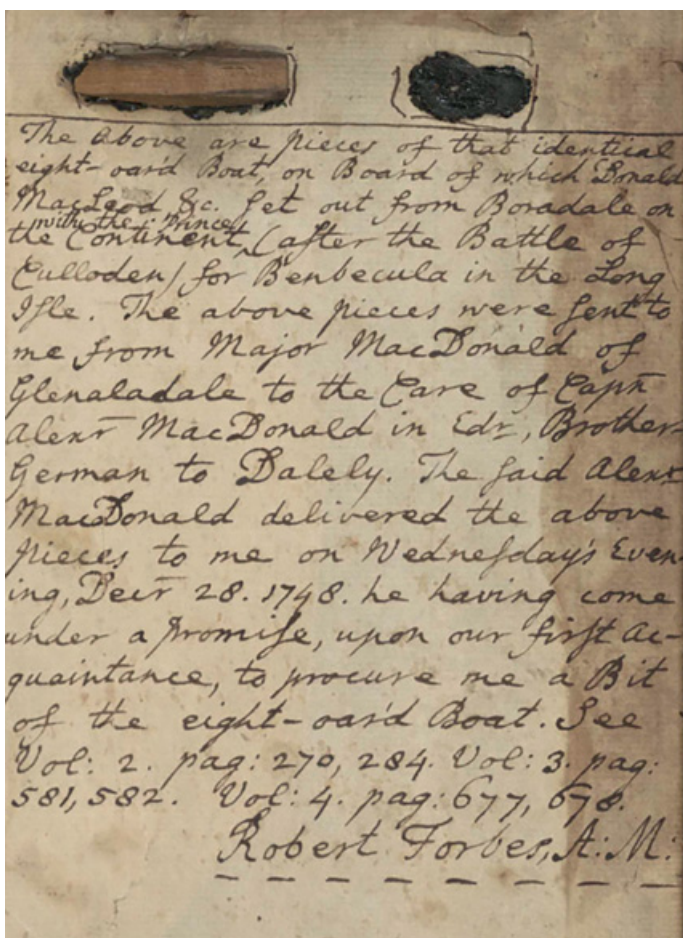 The Above are pieces of that identical
eight-oar'd Boat, on Board of which Donald
MacLeod &c. ſet out from Boradale on
with the Prince
the Continent, (after the Battle of
Culloden) for Benbecula in the Long
Iſle. The above pieces were ſent to
me from Major MacDonald of
Glenaladale to the Care of Capn
Alexr MacDonald in Edr, Brother-
German to Dalely. The ſaid Alexr
MacDonald delivered the above
pieces to me on Wedneſday's Even-
ing, Decr 28. 1748. he having come
under a promiſe, upon our firſt Ac-
quaintance, to procure me a Bit
of the eight-oar'd Boat. See
Vol: 2. pag: 270, 284. Vol: 3. pag:
581, 582. Vol: 4. pag: 677, 678.
Robert Forbes, A: M: